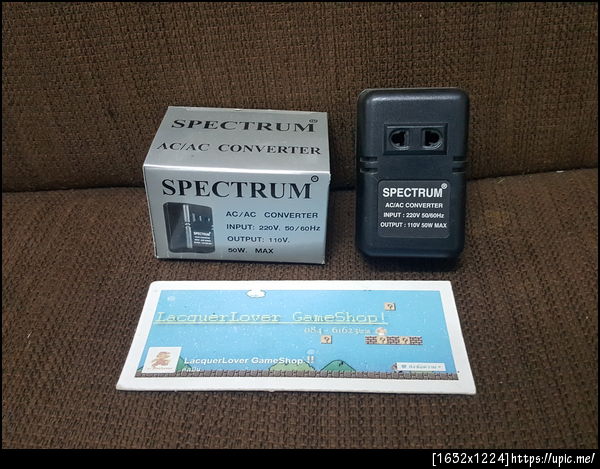 SPECTRUM®
AC/AC CONVERTER
SPECTRUM®
AC/AC CONVERTER
INPUT: 220V. 50/60Hz
OUTPUT: 110V.
50W. MAX
SPECTRUM®
AC/AC CONVERTER
INPUT : 220V 50/60Hz
OUTPUT : 110V 50W MAX
LacquerLover GameShop!
LacquerLover GameShop !!
[1632x1224]https://upic.me/